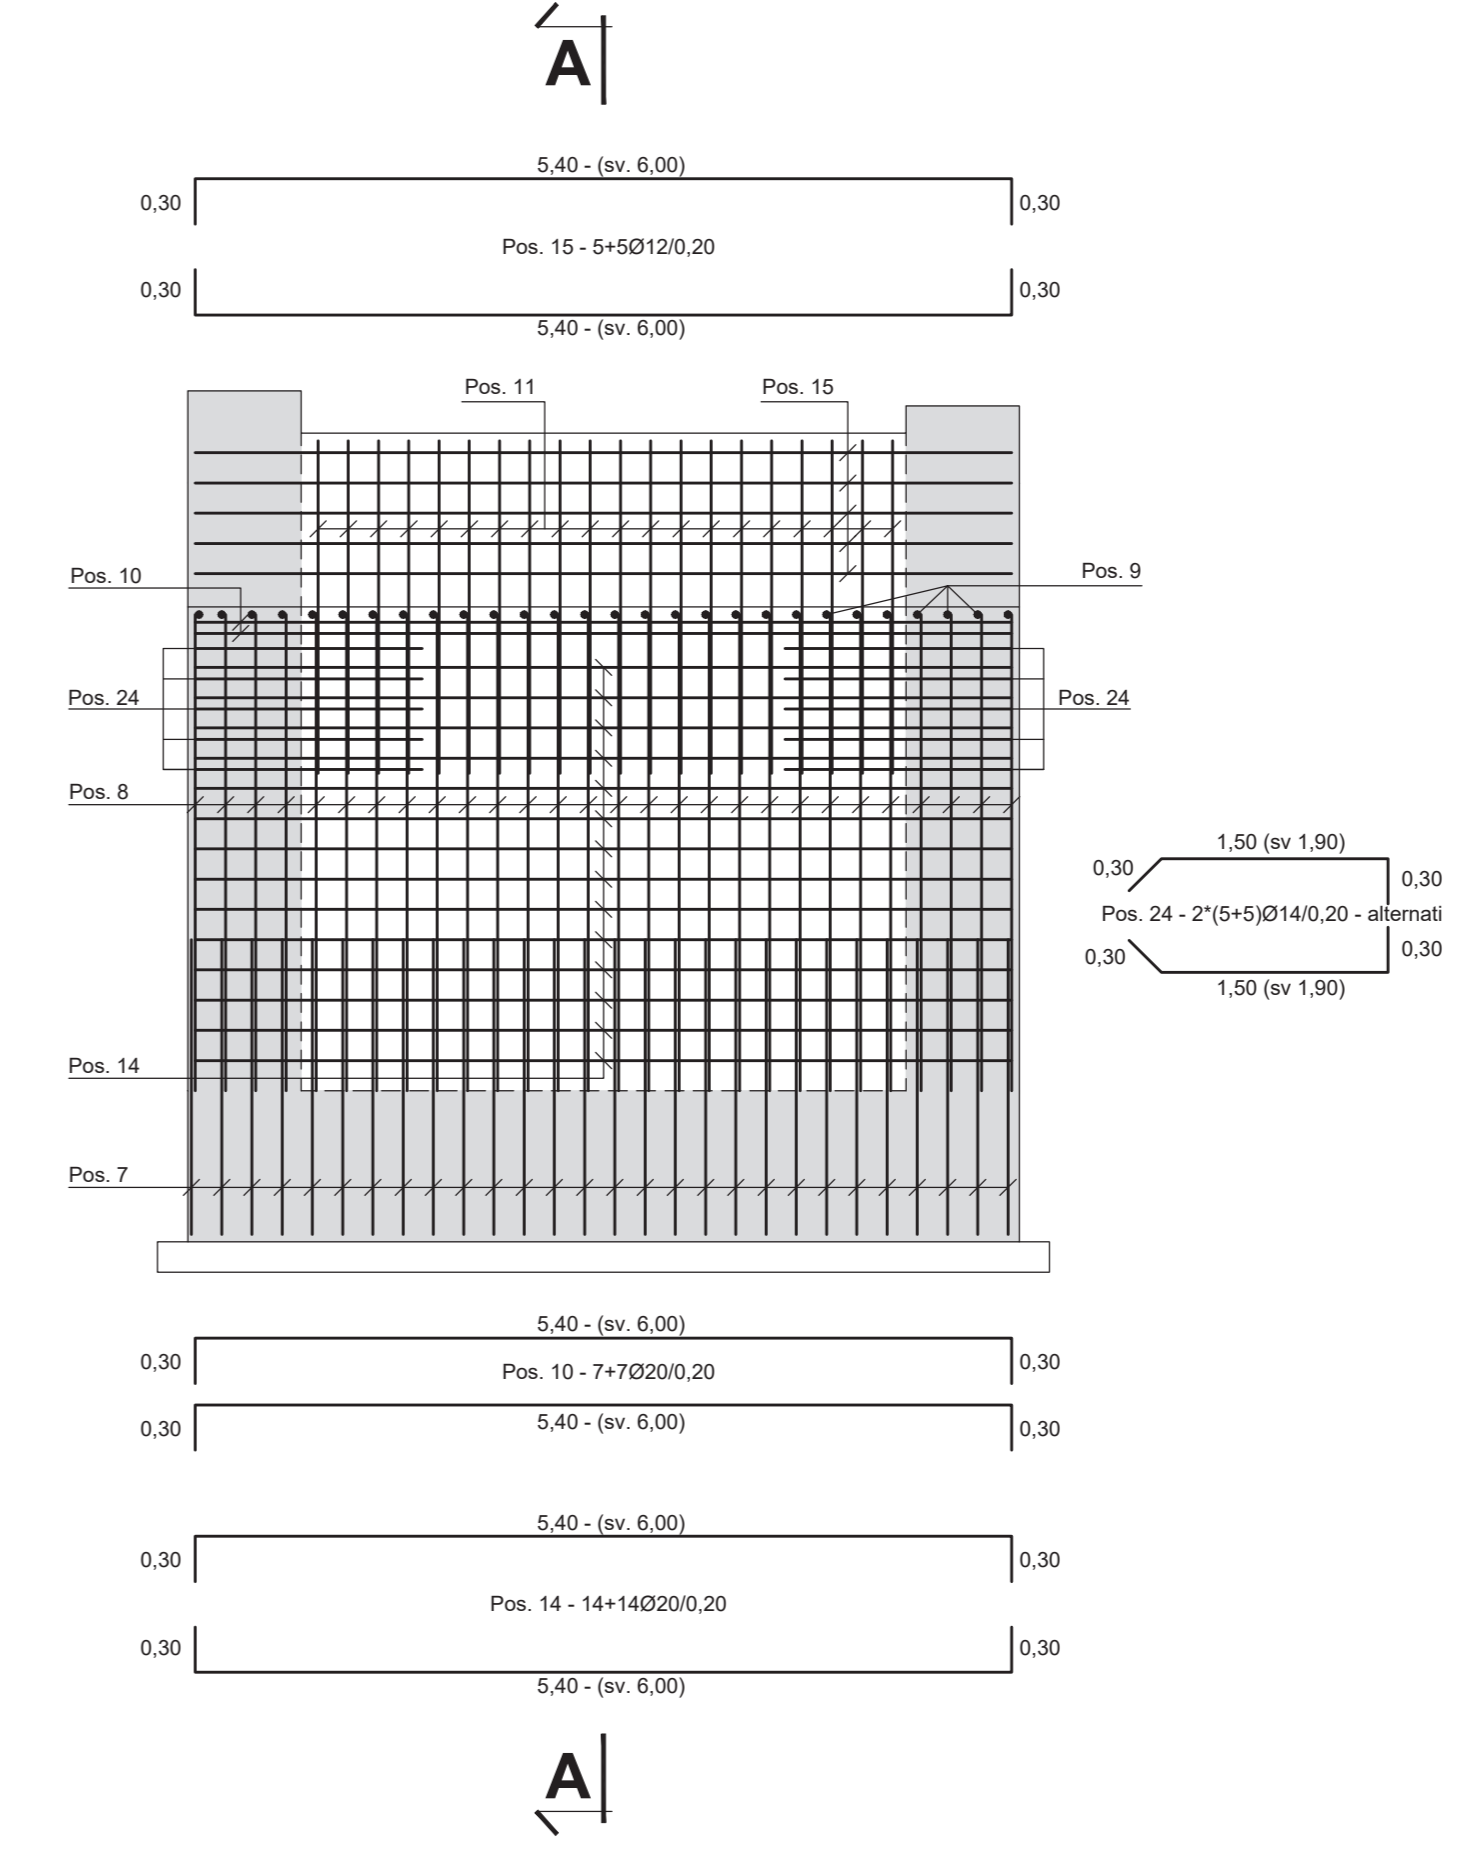 A
5,40 - (sv. 6,00)
0,30
0,30
Pos. 15 - 5+5Ø12/0,20
0,30
0,30
5,40 - (sv. 6,00)
Pos. 11
Pos. 15
Pos. 10
Pos. 9
Pos. 24
Pos. 24
Pos. 8
1,50 (sv 1,90)
0,30
0,30
Pos. 24 - 2*(5+5)Ø14/0,20 - alternati
0,30
0,30
1,50 (sv 1,90)
Pos. 14
Pos. 7
5,40 - (sv. 6,00)
0,30
0,30
Pos. 10 - 7+7Ø20/0,20
0,30
0,30
5,40 - (sv. 6,00)
5,40 - (sv. 6,00)
0,30
0,30
Pos. 14 - 14+14Ø20/0,20
0,30
0,30
5,40 - (sv. 6,00)
A